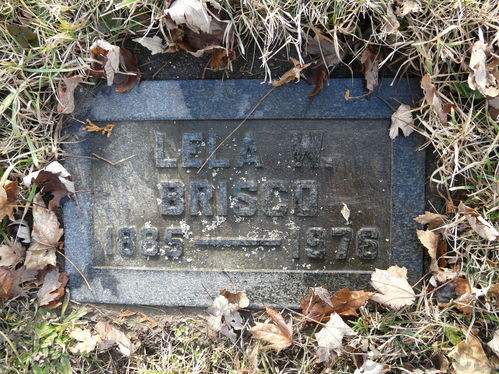 LELA W.
BRISCO
1885 — 1976